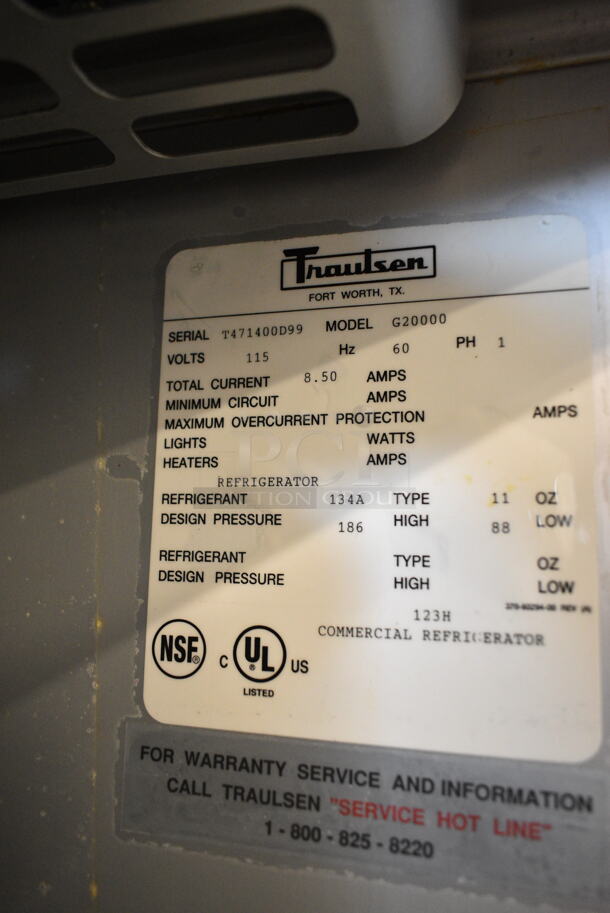 Traulsen
FORT WORTH, TX.
SERIAL T471400D99 MODEL G20000
VOLTS 115 Hz 60 PH 1
TOTAL CURRENT 8.50 AMPS
MINIMUM CIRCUIT AMPS
MAXIMUM OVERCURRENT PROTECTION AMPS
LIGHTS WATTS
HEATERS AMPS
REFRIGERATOR
REFRIGERANT 134A TYPE 11 OZ
DESIGN PRESSURE 186 HIGH 88 LOW
REFRIGERANT TYPE OZ
DESIGN PRESSURE HIGH LOW
123H
COMMERCIAL REFRIGERATOR
NSF®
C UL® US
LISTED
FOR WARRANTY SERVICE AND INFORMATION
CALL TRAULSEN "SERVICE HOT LINE"
1-800-825-8220